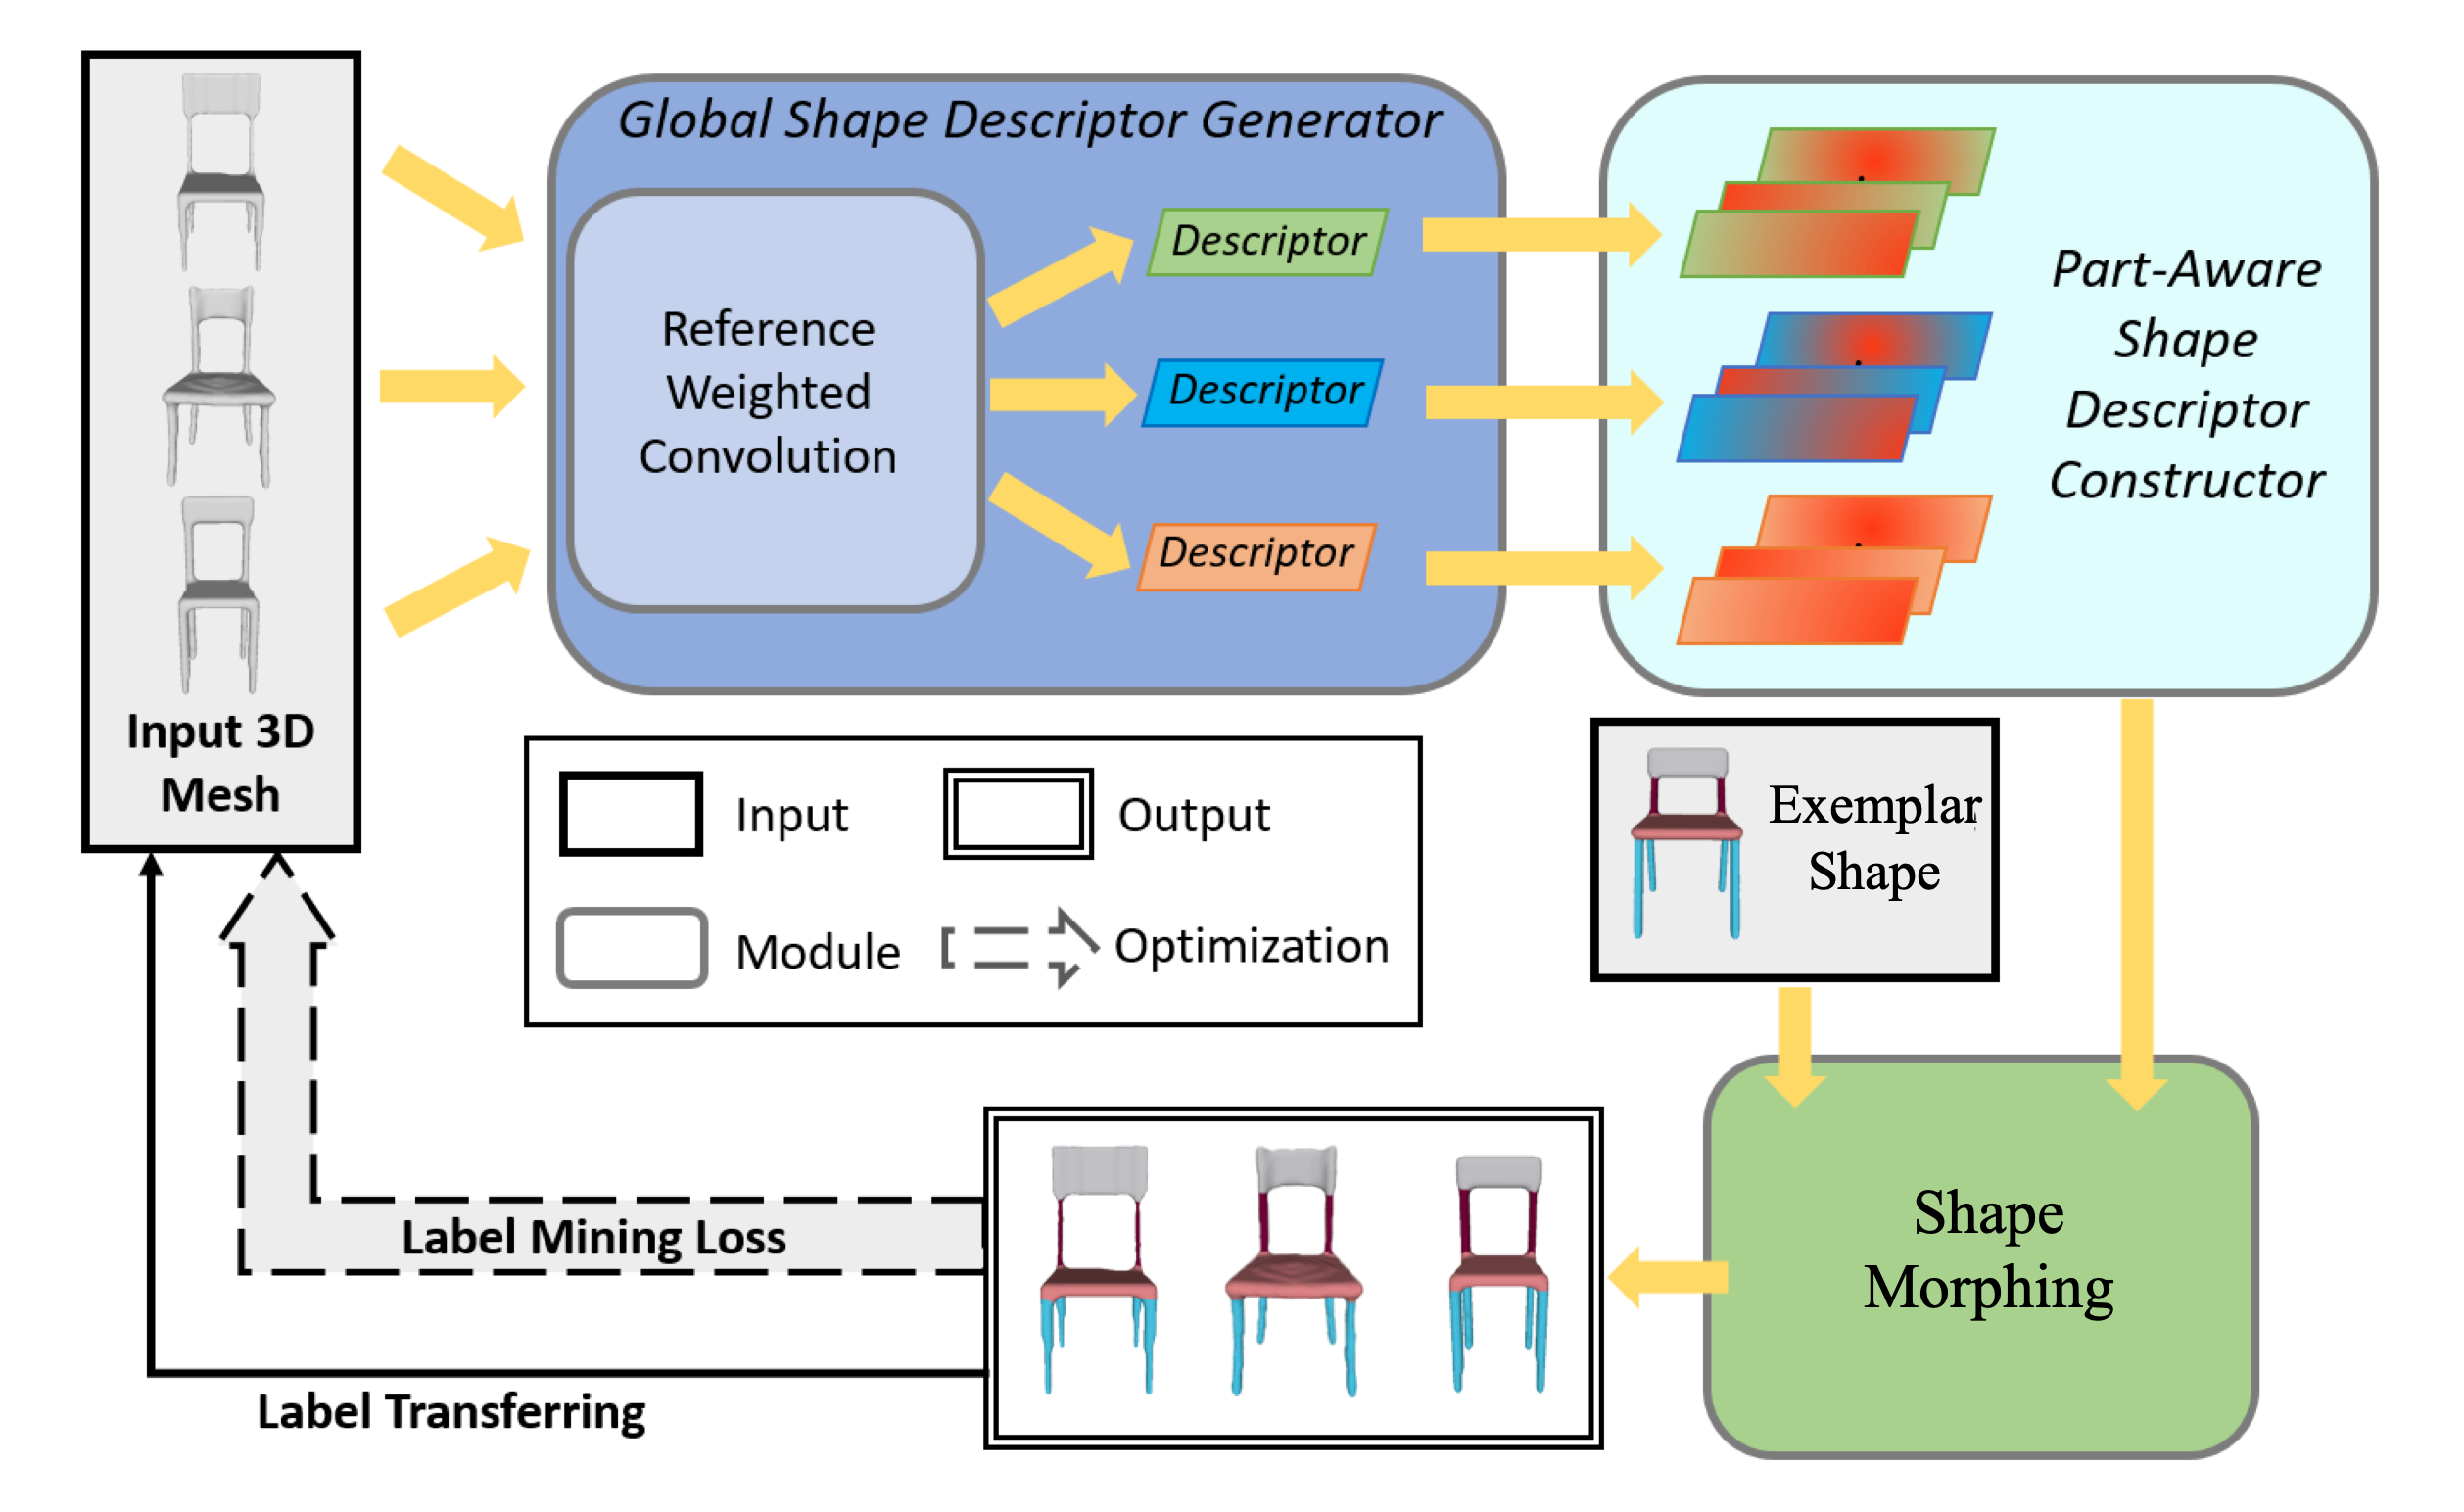 Global Shape Descriptor Generator
Reference
Weighted
Convolution
Descriptor
Descriptor
Descriptor
Part-Aware
Shape
Descriptor
Constructor
Input 3D
Mesh
Input
Output
Module
Optimization
Exemplar
Shape
Shape
Morphing
Label Mining Loss
Label Transferring